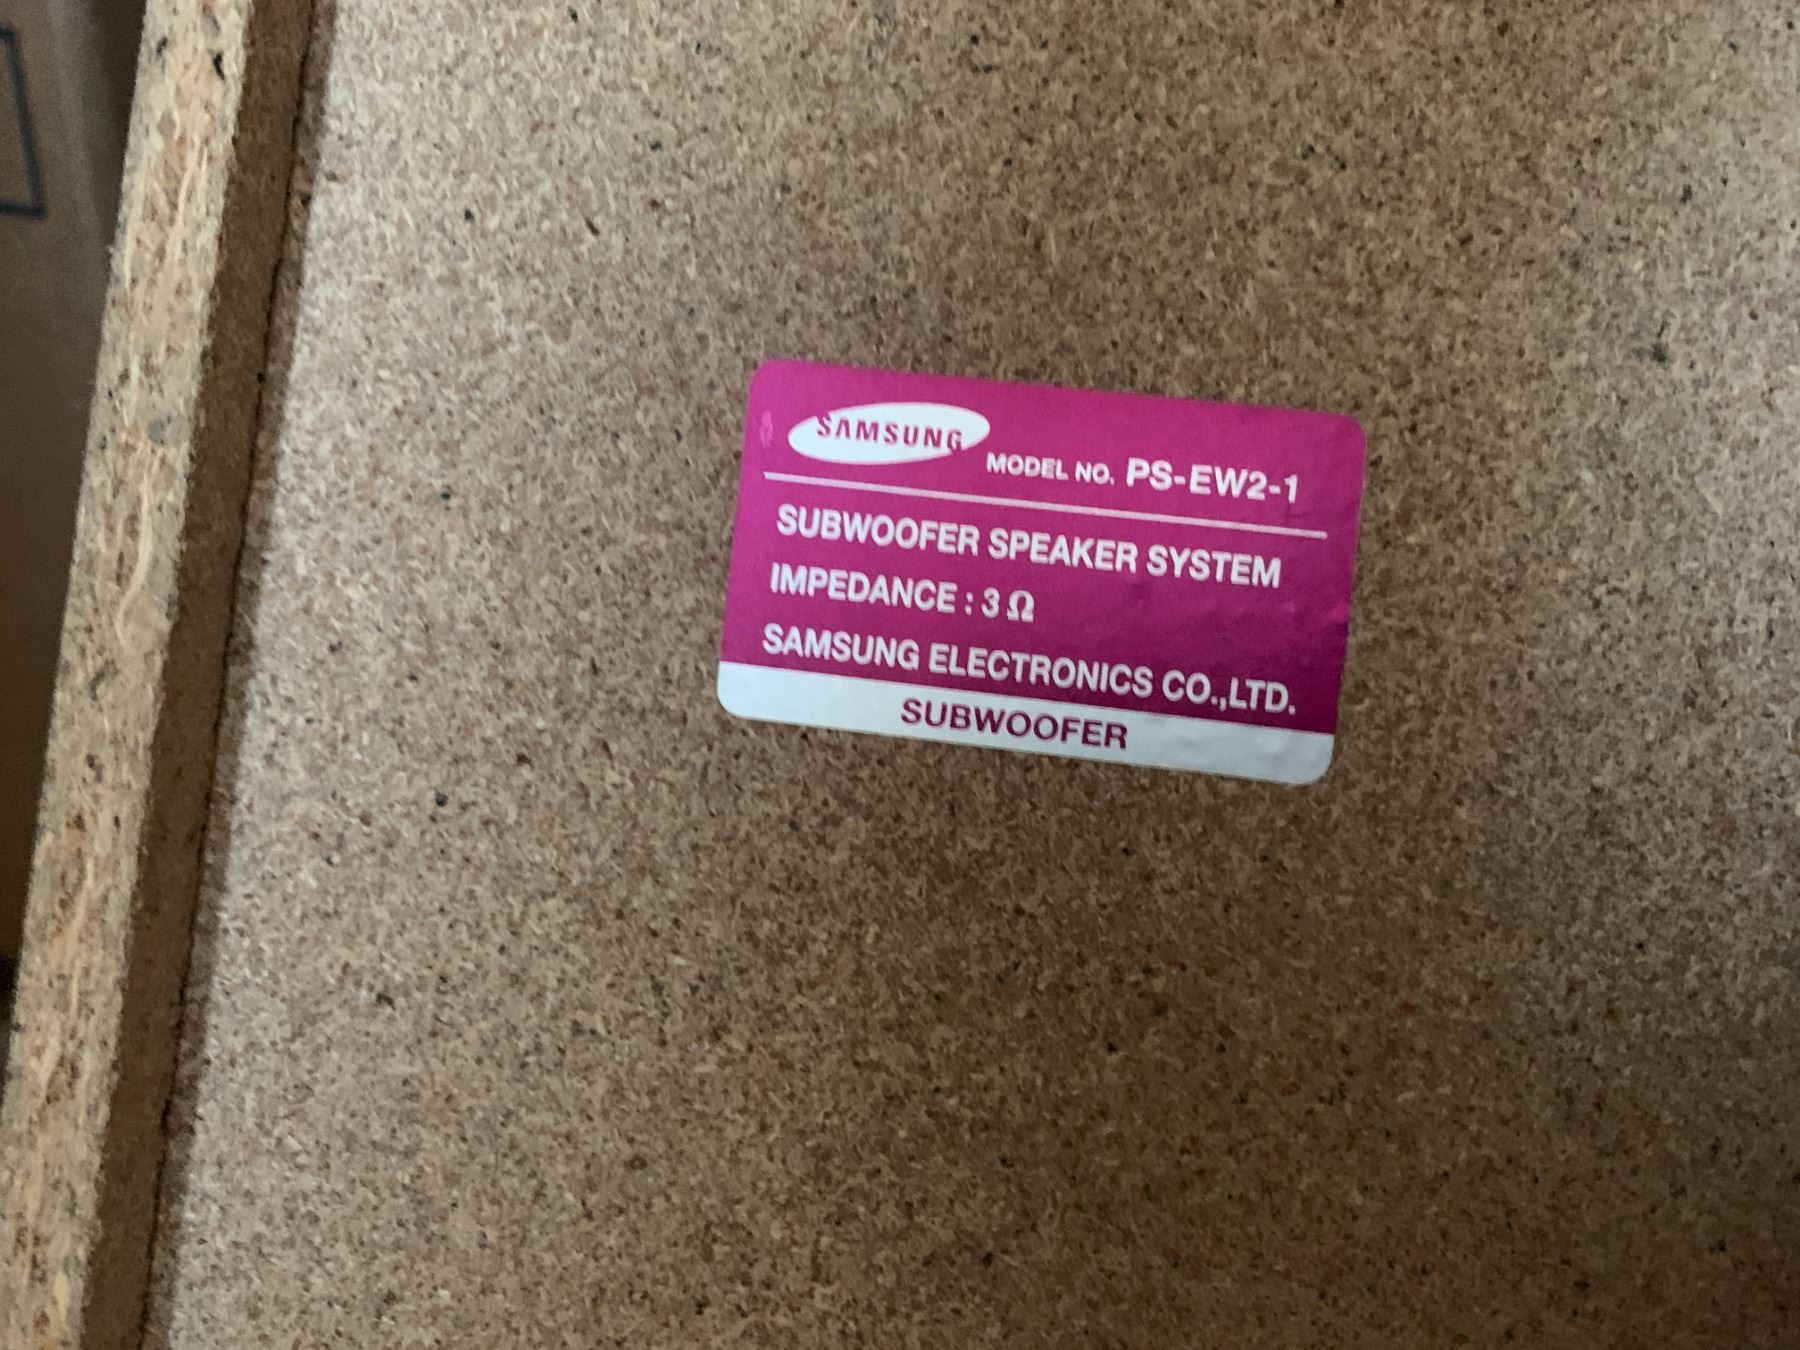 SAMSUNG MODEL NO. PS-EW2-1
SUBWOOFER SPEAKER SYSTEM
IMPEDANCE : 3 Ω
SAMSUNG ELECTRONICS CO.,LTD.
SUBWOOFER